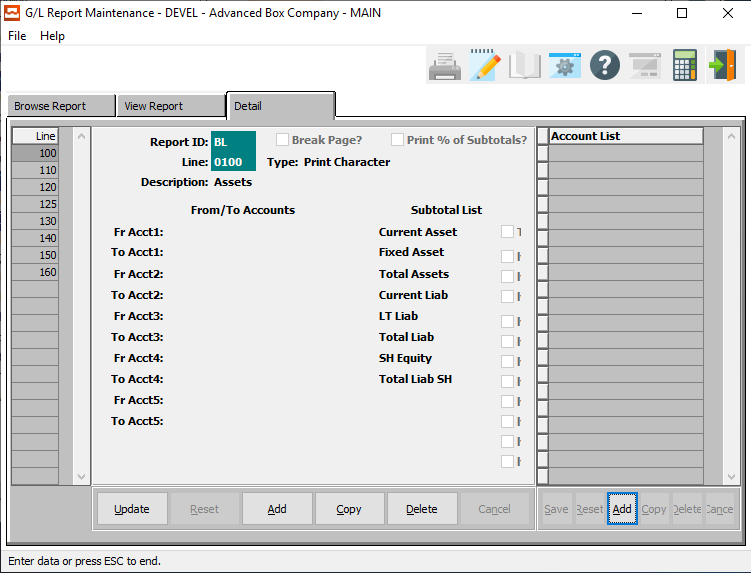 G/L Report Maintenance - DEVEL - Advanced Box Company - MAIN
File Help
Browse Report View Report Detail
Line
100
110
120
125
130
140
150
160
Report ID: BL Break Page? Print % of Subtotals?
Line: 0100 Type: Print Character
Description: Assets
From/To Accounts Subtotal List
Fr Acct1: Current Asset
To Acct1: Fixed Asset
Fr Acct2: Total Assets
To Acct2: Current Liab
Fr Acct3: LT Liab
To Acct3: Total Liab
Fr Acct4: SH Equity
To Acct4: Total Liab SH
Fr Acct5:
To Acct5:
Account List
Update Reset Add Copy Delete Cancel
Save Reset Add Copy Delete Cance
Enter data or press ESC to end.